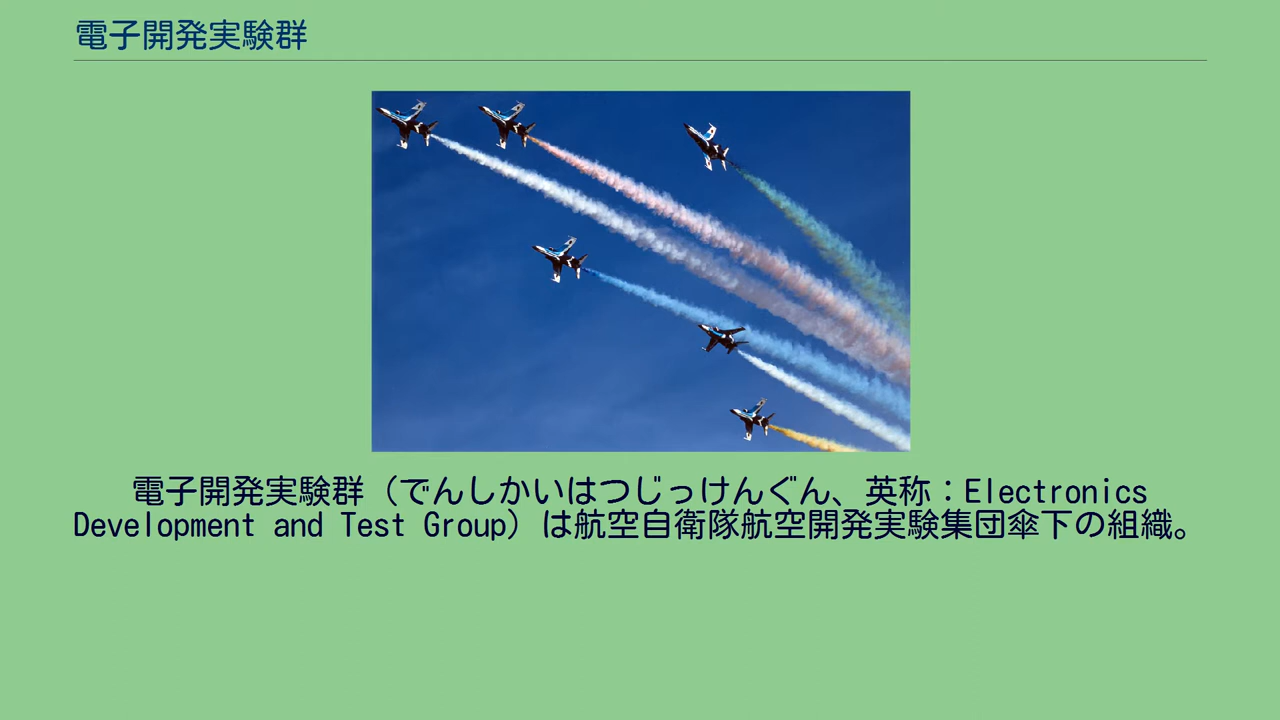 電子開発実験群
電子開発実験群（でんしかいはつじっけんぐん、英称：Electronics
Development and Test Group）は航空自衛隊航空開発実験集団傘下の組織。